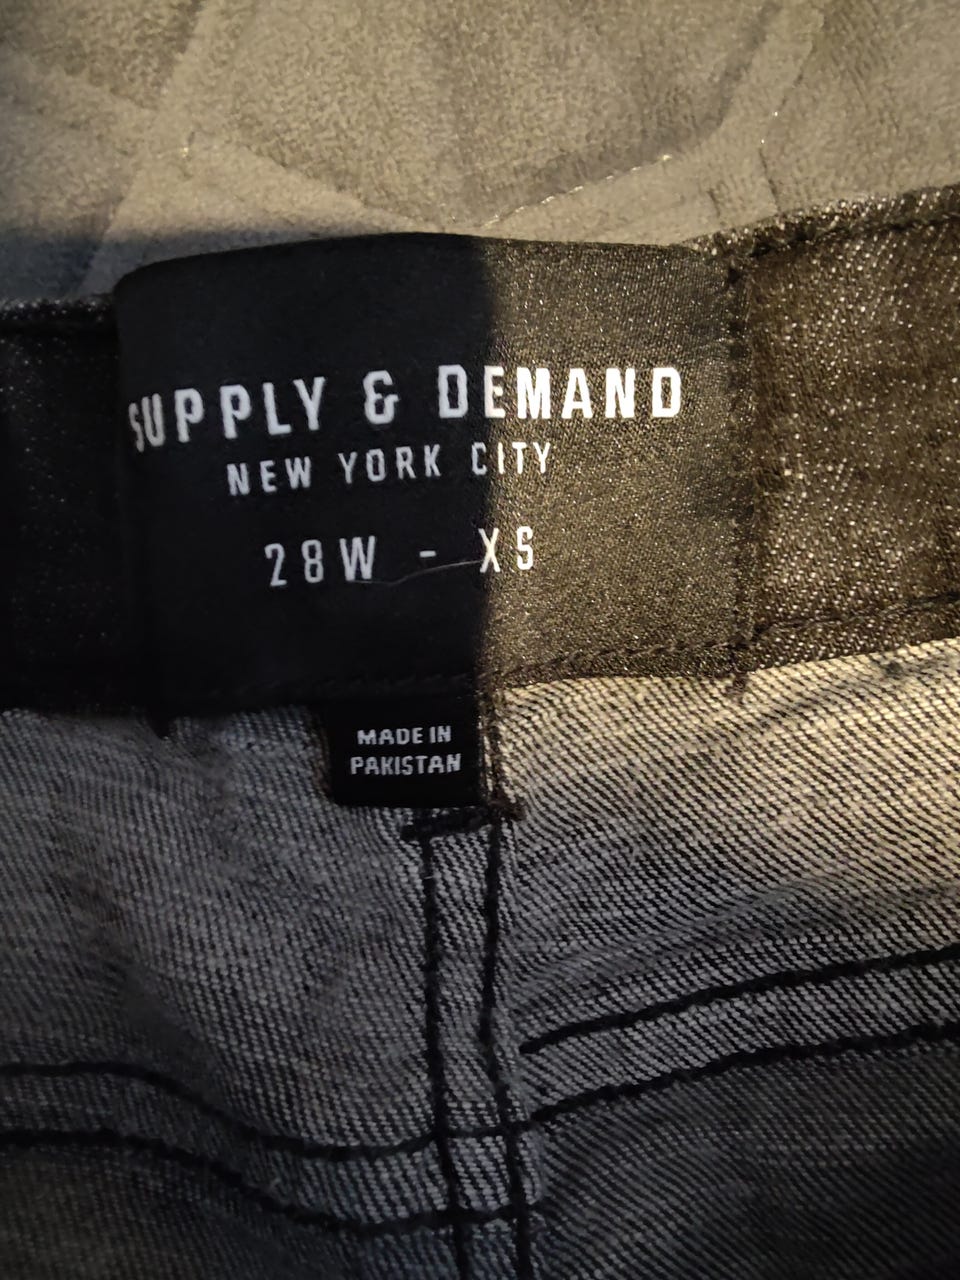 SUPPLY & DEMAND
NEW YORK CITY
28W - XS
MADE IN
PAKISTAN